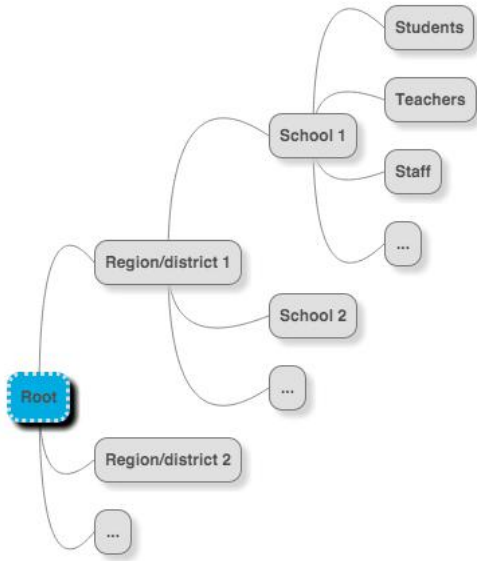 Students
Teachers
School 1
Staff
...
Region/district 1
School 2
...
Root
Region/district 2
...